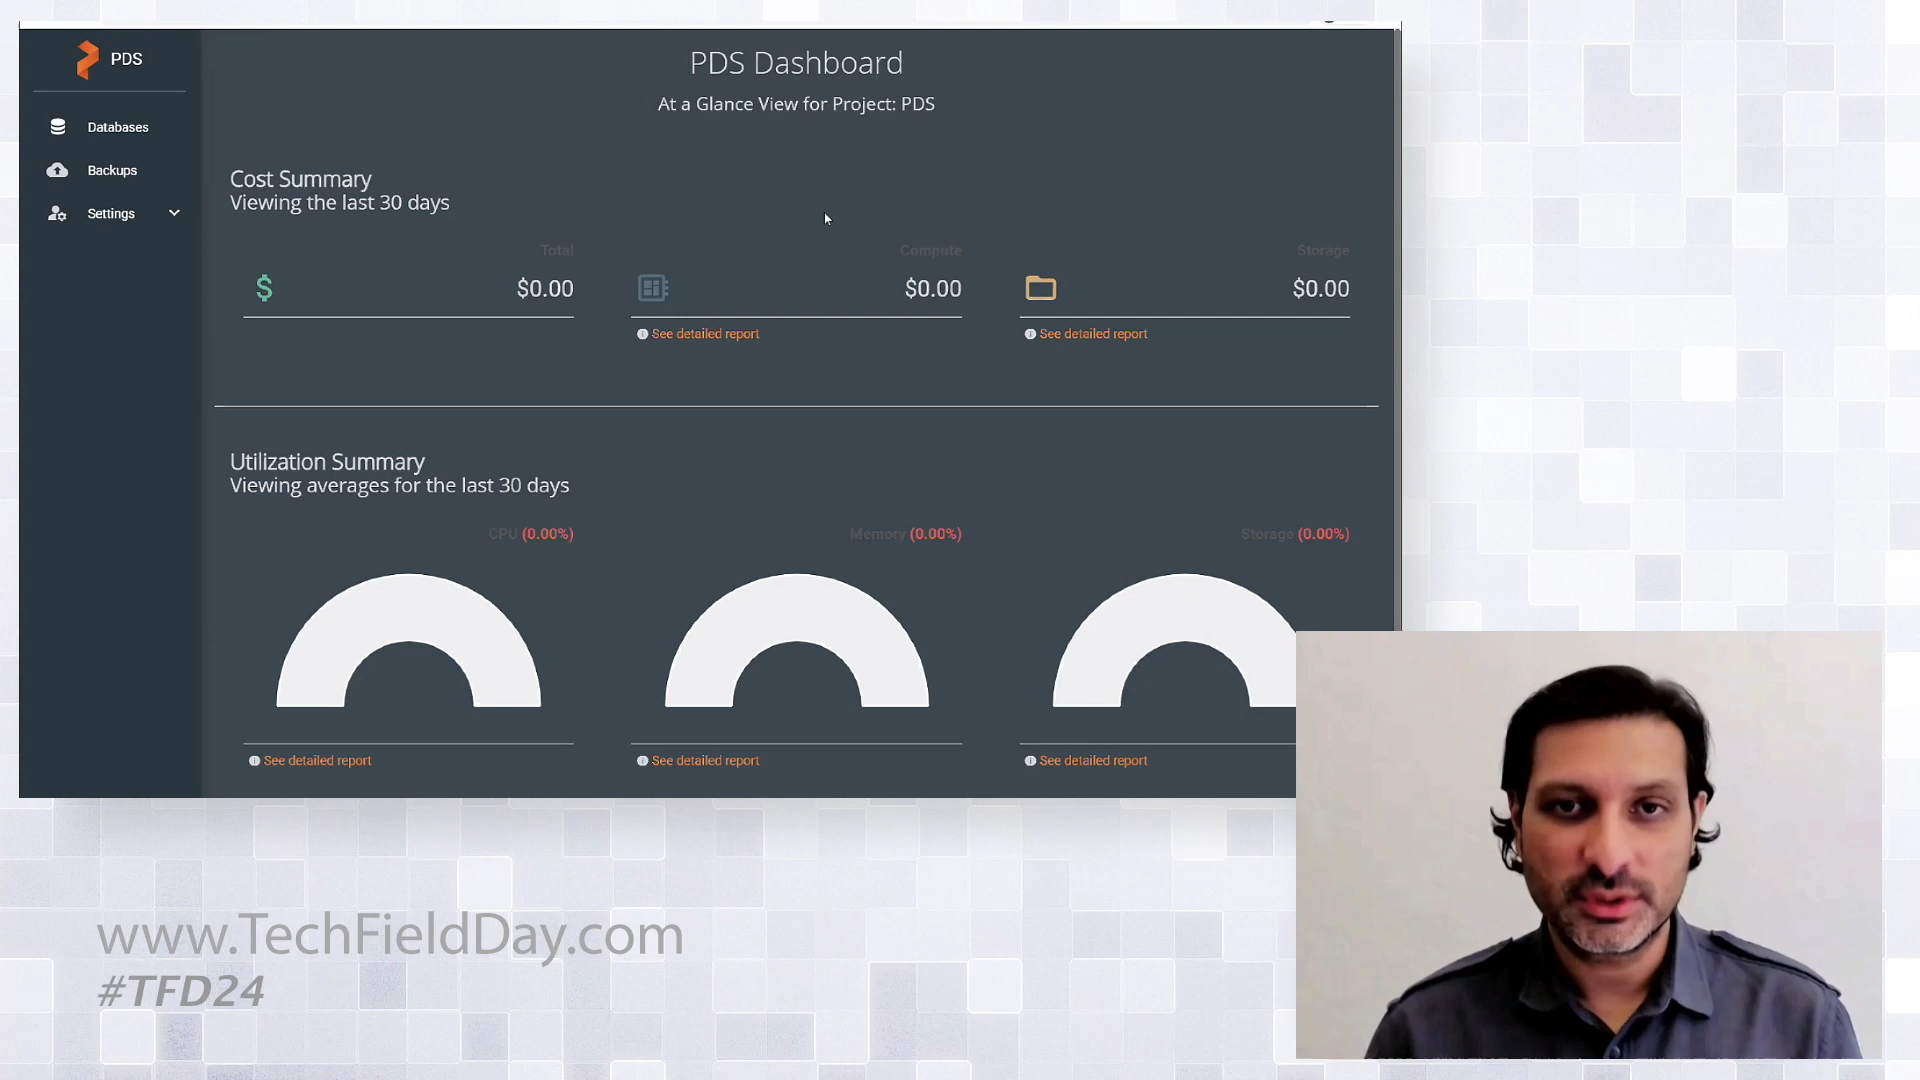 PDS
Databases
Backups
Settings
PDS Dashboard
At a Glance View for Project: PDS
Cost Summary
Viewing the last 30 days
Total
$0.00
Compute
$0.00
See detailed report
Storage
$0.00
See detailed report
Utilization Summary
Viewing averages for the last 30 days
CPU (0.00%)
See detailed report
Memory (0.00%)
See detailed report
Storage (0.00%)
See detailed report
www.TechFieldDay.com
#TFD24